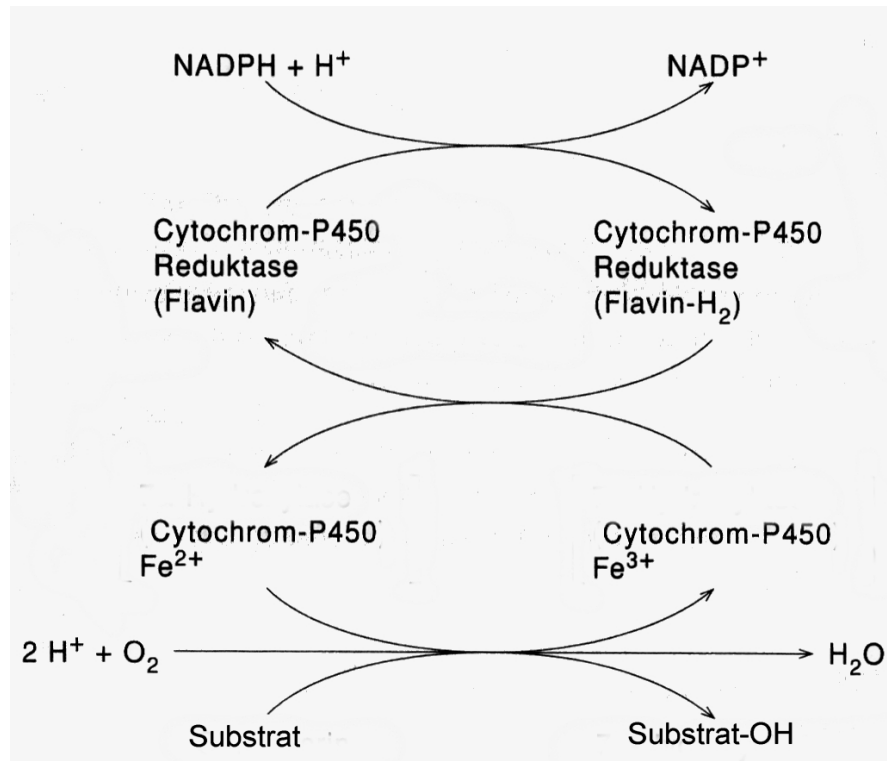 NADPH + H⁺ NADP⁺
Cytochrom-P450 Cytochrom-P450
Reduktase Reduktase
(Flavin) (Flavin-H₂)
Cytochrom-P450 Cytochrom-P450
Fe²⁺ Fe³⁺
2 H⁺ + O₂ H₂O
Substrat Substrat-OH